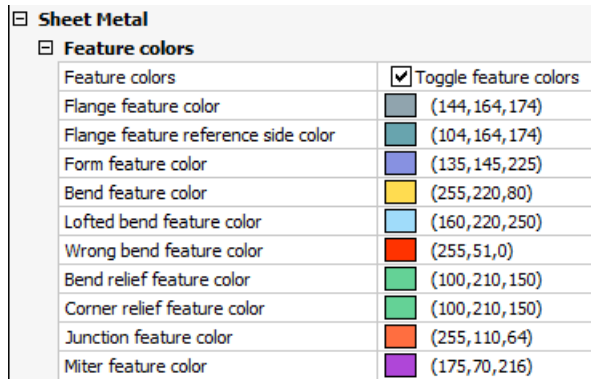 Sheet Metal
Feature colors
Feature colors Toggle feature colors
Flange feature color (144,164,174)
Flange feature reference side color (104,164,174)
Form feature color (135,145,225)
Bend feature color (255,220,80)
Lofted bend feature color (160,220,250)
Wrong bend feature color (255,51,0)
Bend relief feature color (100,210,150)
Corner relief feature color (100,210,150)
Junction feature color (255,110,64)
Miter feature color (175,70,216)